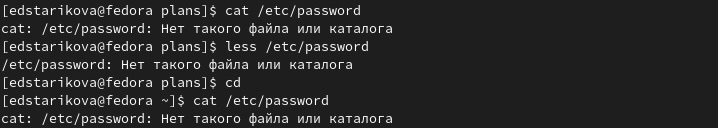 [edstarikova@fedora plans]$ cat /etc/password
cat: /etc/password: Нет такого файла или каталога
[edstarikova@fedora plans]$ less /etc/password
/etc/password: Нет такого файла или каталога
[edstarikova@fedora plans]$ cd
[edstarikova@fedora ~]$ cat /etc/password
cat: /etc/password: Нет такого файла или каталога